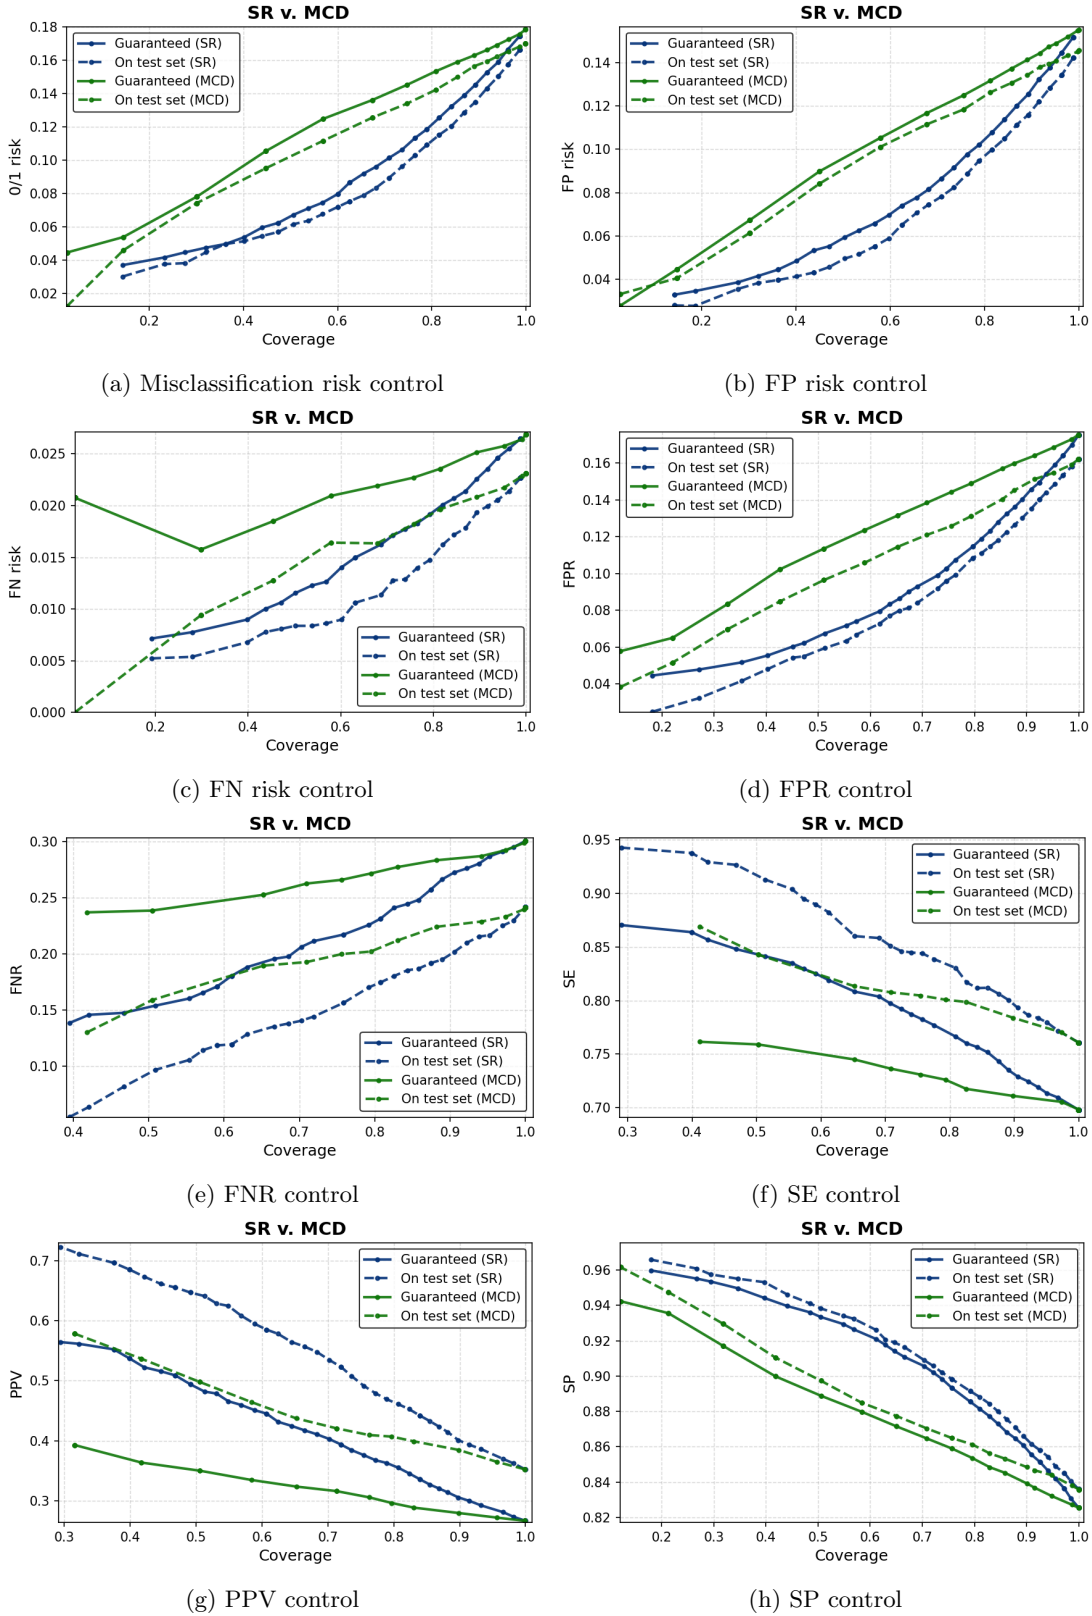 SR v. MCD
0/1 risk
0.18
0.16
0.14
0.12
0.10
0.08
0.06
0.04
0.02
Guaranteed (SR)
On test set (SR)
Guaranteed (MCD)
On test set (MCD)
0.2
0.4
0.6
0.8
1.0
Coverage
(a) Misclassification risk control
SR v. MCD
FP risk
0.14
0.12
0.10
0.08
0.06
0.04
Guaranteed (SR)
On test set (SR)
Guaranteed (MCD)
On test set (MCD)
0.2
0.4
0.6
0.8
1.0
Coverage
(b) FP risk control
SR v. MCD
FN risk
0.025
0.020
0.015
0.010
0.005
0.000
Guaranteed (SR)
On test set (SR)
Guaranteed (MCD)
On test set (MCD)
0.2
0.4
0.6
0.8
1.0
Coverage
(c) FN risk control
SR v. MCD
FPR
0.16
0.14
0.12
0.10
0.08
0.06
0.04
Guaranteed (SR)
On test set (SR)
Guaranteed (MCD)
On test set (MCD)
0.2
0.3
0.4
0.5
0.6
0.7
0.8
0.9
1.0
Coverage
(d) FPR control
SR v. MCD
FNR
0.30
0.25
0.20
0.15
0.10
Guaranteed (SR)
On test set (SR)
Guaranteed (MCD)
On test set (MCD)
0.4
0.5
0.6
0.7
0.8
0.9
1.0
Coverage
(e) FNR control
SR v. MCD
SE
0.95
0.90
0.85
0.80
0.75
0.70
Guaranteed (SR)
On test set (SR)
Guaranteed (MCD)
On test set (MCD)
0.3
0.4
0.5
0.6
0.7
0.8
0.9
1.0
Coverage
(f) SE control
SR v. MCD
PPV
0.7
0.6
0.5
0.4
0.3
Guaranteed (SR)
On test set (SR)
Guaranteed (MCD)
On test set (MCD)
0.3
0.4
0.5
0.6
0.7
0.8
0.9
1.0
Coverage
(g) PPV control
SR v. MCD
SP
0.96
0.94
0.92
0.90
0.88
0.86
0.84
0.82
Guaranteed (SR)
On test set (SR)
Guaranteed (MCD)
On test set (MCD)
0.2
0.3
0.4
0.5
0.6
0.7
0.8
0.9
1.0
Coverage
(h) SP control